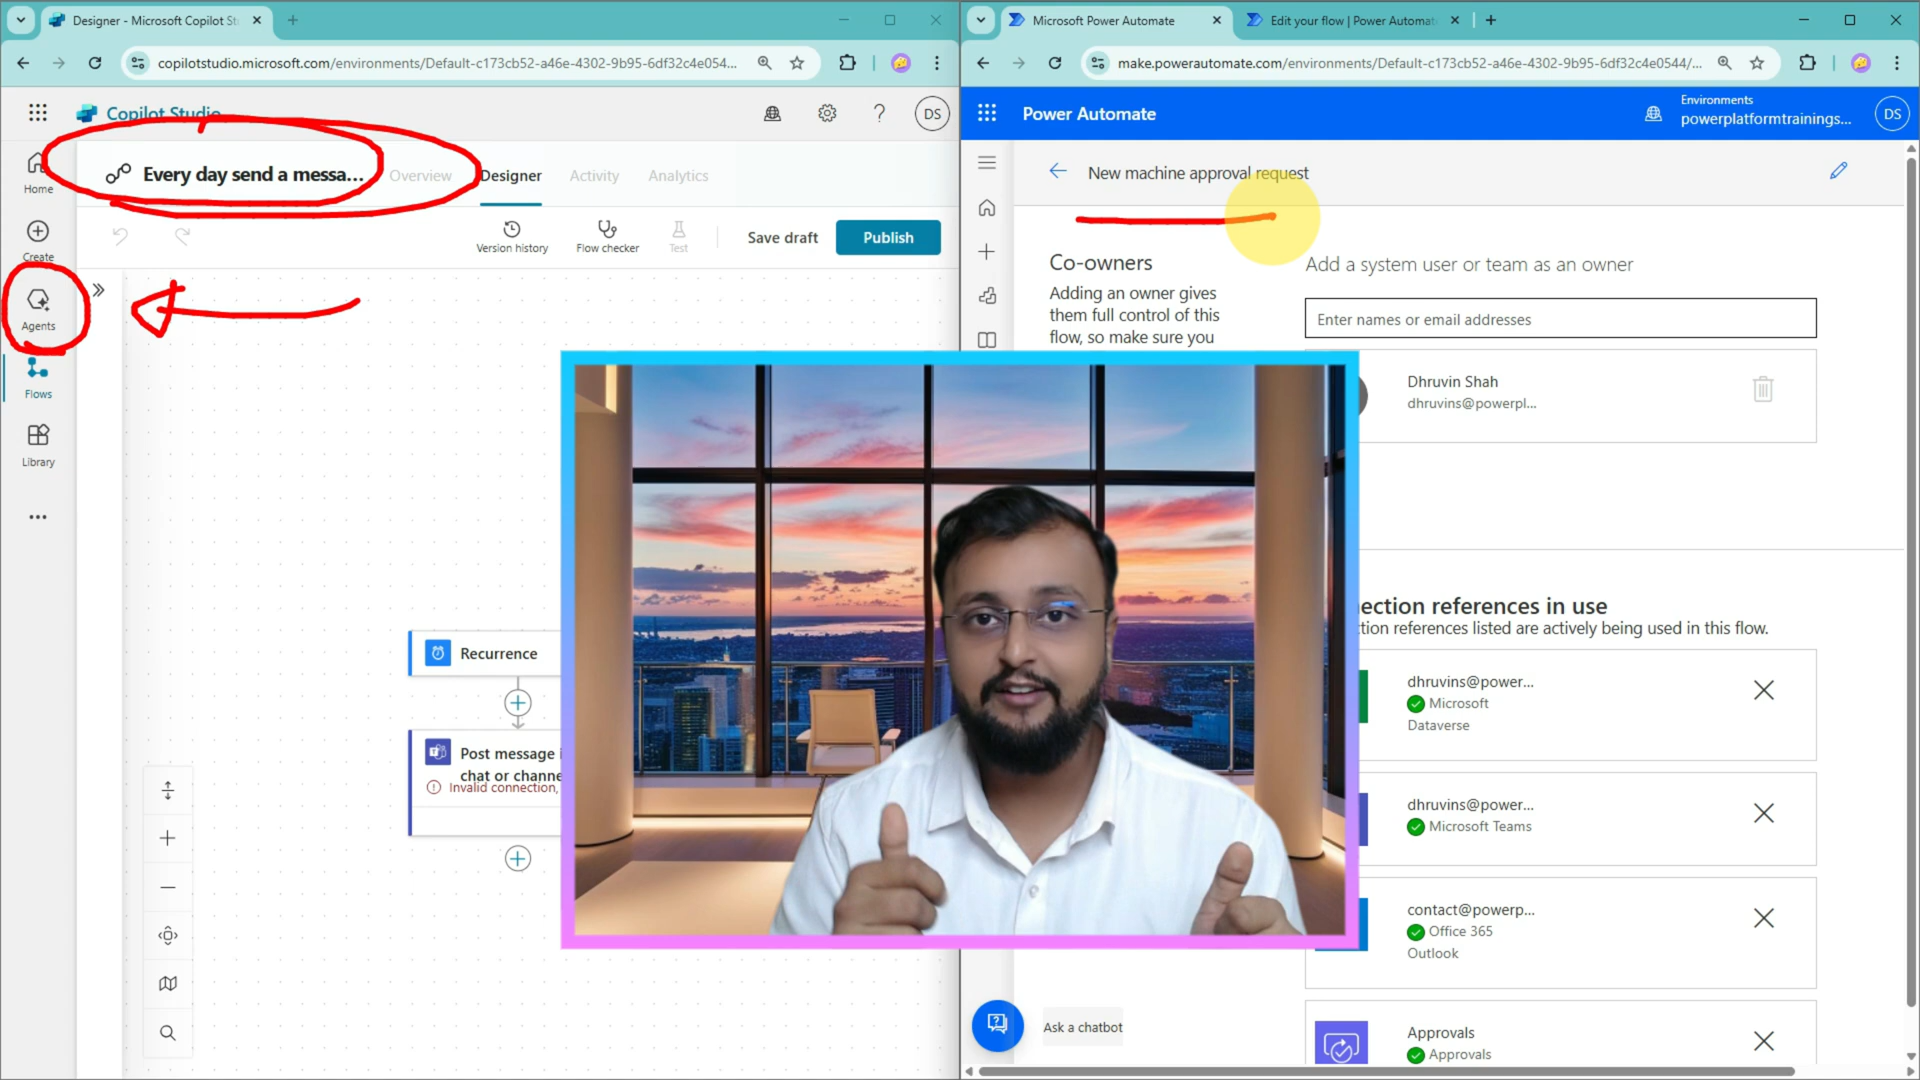 Designer - Microsoft Copilot St
Microsoft Power Automate
Edit your flow | Power Automat
copilotstudio.microsoft.com/environments/Default-c173cb52-a46e-4302-9b95-6df32c4e054...
make.powerautomate.com/environments/Default-c173cb52-a46e-4302-9b95-6df32c4e0544/...
Copilot Studio
DS
Home
Create
Agents
Flows
Library
Every day send a messa...
Overview
Designer
Activity
Analytics
Version history
Flow checker
Test
Save draft
Publish
Recurrence
Post message i
chat or channe
Invalid connection,
Power Automate
Environments
powerplatformtrainings...
DS
New machine approval request
Co-owners
Adding an owner gives
them full control of this
flow, so make sure you
Add a system user or team as an owner
Enter names or email addresses
Dhruvin Shah
dhruvins@powerpl...
ection references in use
tion references listed are actively being used in this flow.
dhruvins@power...
Microsoft
Dataverse
dhruvins@power...
Microsoft Teams
contact@powerp...
Office 365
Outlook
Approvals
Approvals
Ask a chatbot